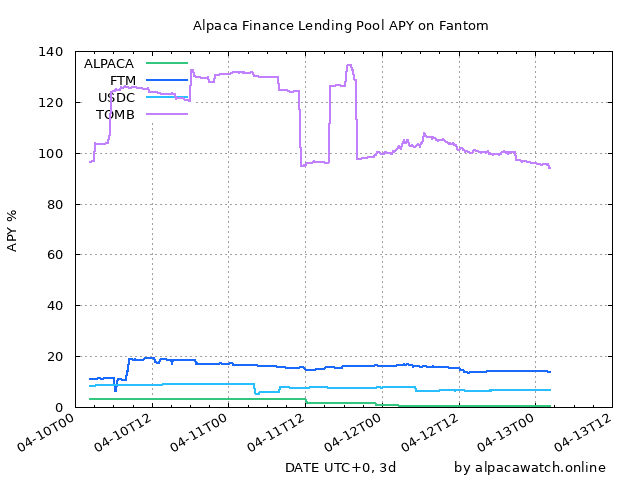 Alpaca Finance Lending Pool APY on Fantom
140
120
100
80
60
40
20
0
APY %
ALPACA
FTM
USDC
TOMB
04-10T00
04-10T12
04-11T00
04-11T12
04-12T00
04-12T12
04-13T00
04-13T12
DATE UTC+0, 3d
by alpacawatch.online